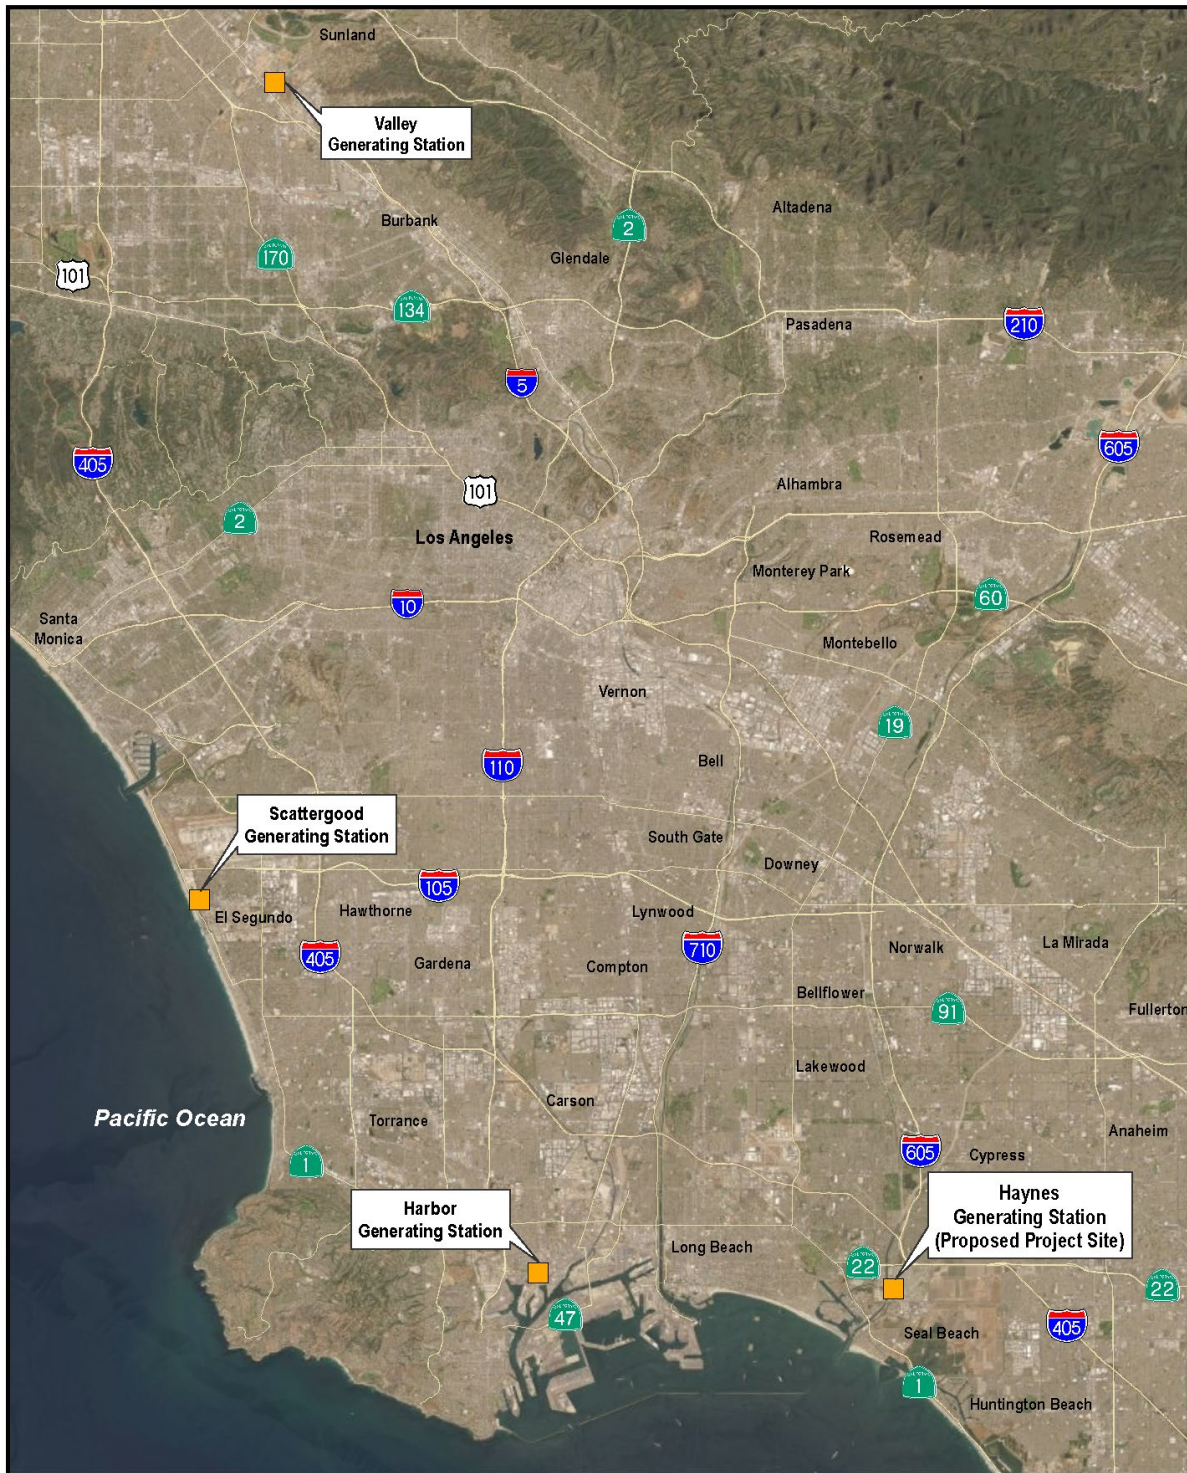 Sunland
Valley
Generating Station
Altadena
Burbank
2
170
Glendale
101
134
Pasadena
210
5
405
605
Alhambra
101
2
Los Angeles
Rosemead
Monterey Park
60
10
Santa
Monica
Montebello
Vernon
19
Bell
110
Scattergood
Generating Station
South Gate
Downey
105
Hawthorne
Lynwood
El Segundo
La Mirada
710
Norwalk
405
Gardena
Compton
Bellflower
Fullerton
91
Lakewood
Carson
Pacific Ocean
Torrance
Anaheim
605
Cypress
1
Haynes
Generating Station
(Proposed Project Site)
Harbor
Generating Station
Long Beach
22
22
47
405
Seal Beach
1
Huntington Beach